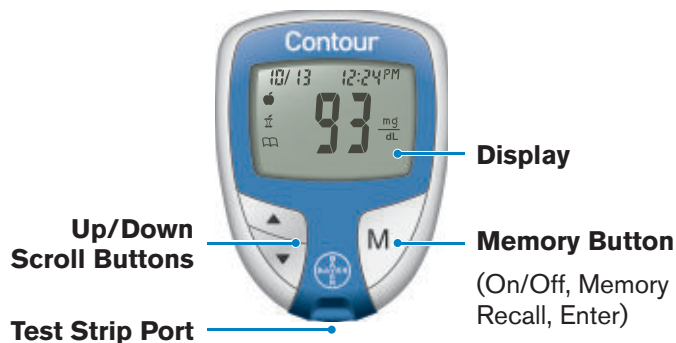 Contour
10/13 12:24PM
93 mg/dL
Display
Up/Down
Scroll Buttons
M
Memory Button
(On/Off, Memory
Recall, Enter)
BAYER
BAYER
Test Strip Port